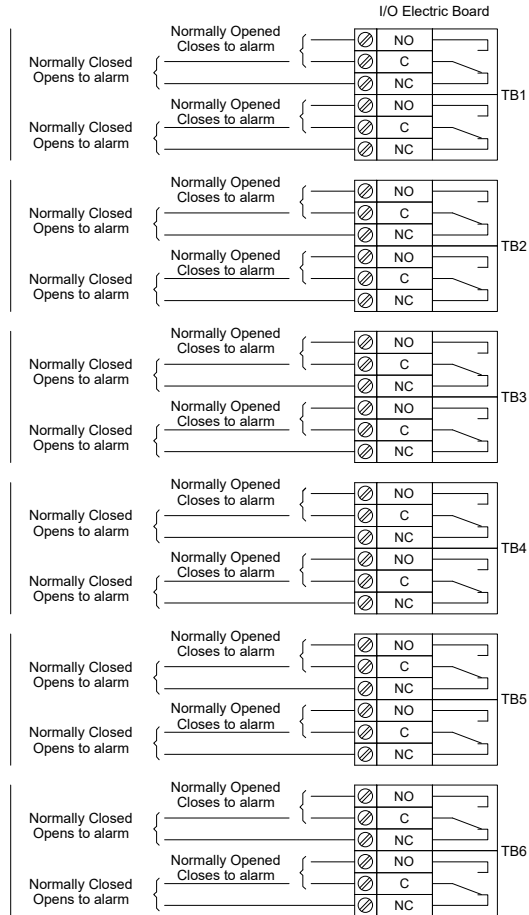 I/O Electric Board
Normally Opened
Closes to alarm
NO
Normally Closed
Opens to alarm
C
NC
TB1
Normally Opened
Closes to alarm
NO
Normally Closed
Opens to alarm
C
NC
Normally Opened
Closes to alarm
NO
Normally Closed
Opens to alarm
C
NC
TB2
Normally Opened
Closes to alarm
NO
Normally Closed
Opens to alarm
C
NC
Normally Opened
Closes to alarm
NO
Normally Closed
Opens to alarm
C
NC
TB3
Normally Opened
Closes to alarm
NO
Normally Closed
Opens to alarm
C
NC
Normally Opened
Closes to alarm
NO
Normally Closed
Opens to alarm
C
NC
TB4
Normally Opened
Closes to alarm
NO
Normally Closed
Opens to alarm
C
NC
Normally Opened
Closes to alarm
NO
Normally Closed
Opens to alarm
C
NC
TB5
Normally Opened
Closes to alarm
NO
Normally Closed
Opens to alarm
C
NC
Normally Opened
Closes to alarm
NO
Normally Closed
Opens to alarm
C
NC
TB6
Normally Opened
Closes to alarm
NO
Normally Closed
Opens to alarm
C
NC